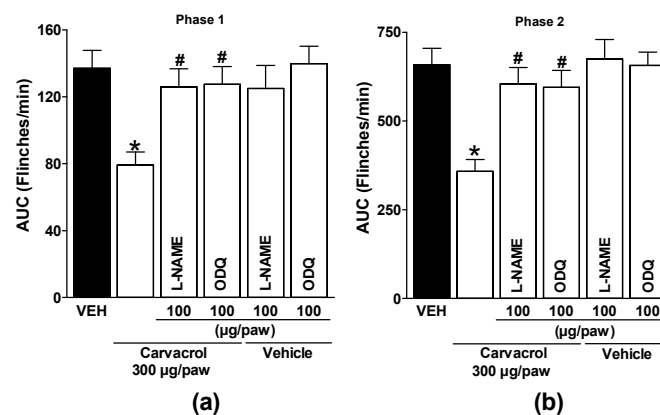 Phase 1
AUC (Flinches/min)
160
120
80
40
0
*
#
#
L-NAME
ODQ
L-NAME
ODQ
VEH
100
100
100
100
(µg/paw)
Carvacrol
300 µg/paw
Vehicle
(a)
Phase 2
AUC (Flinches/min)
750
500
250
0
*
#
#
L-NAME
ODQ
L-NAME
ODQ
VEH
100
100
100
100
(µg/paw)
Carvacrol
300 µg/paw
Vehicle
(b)